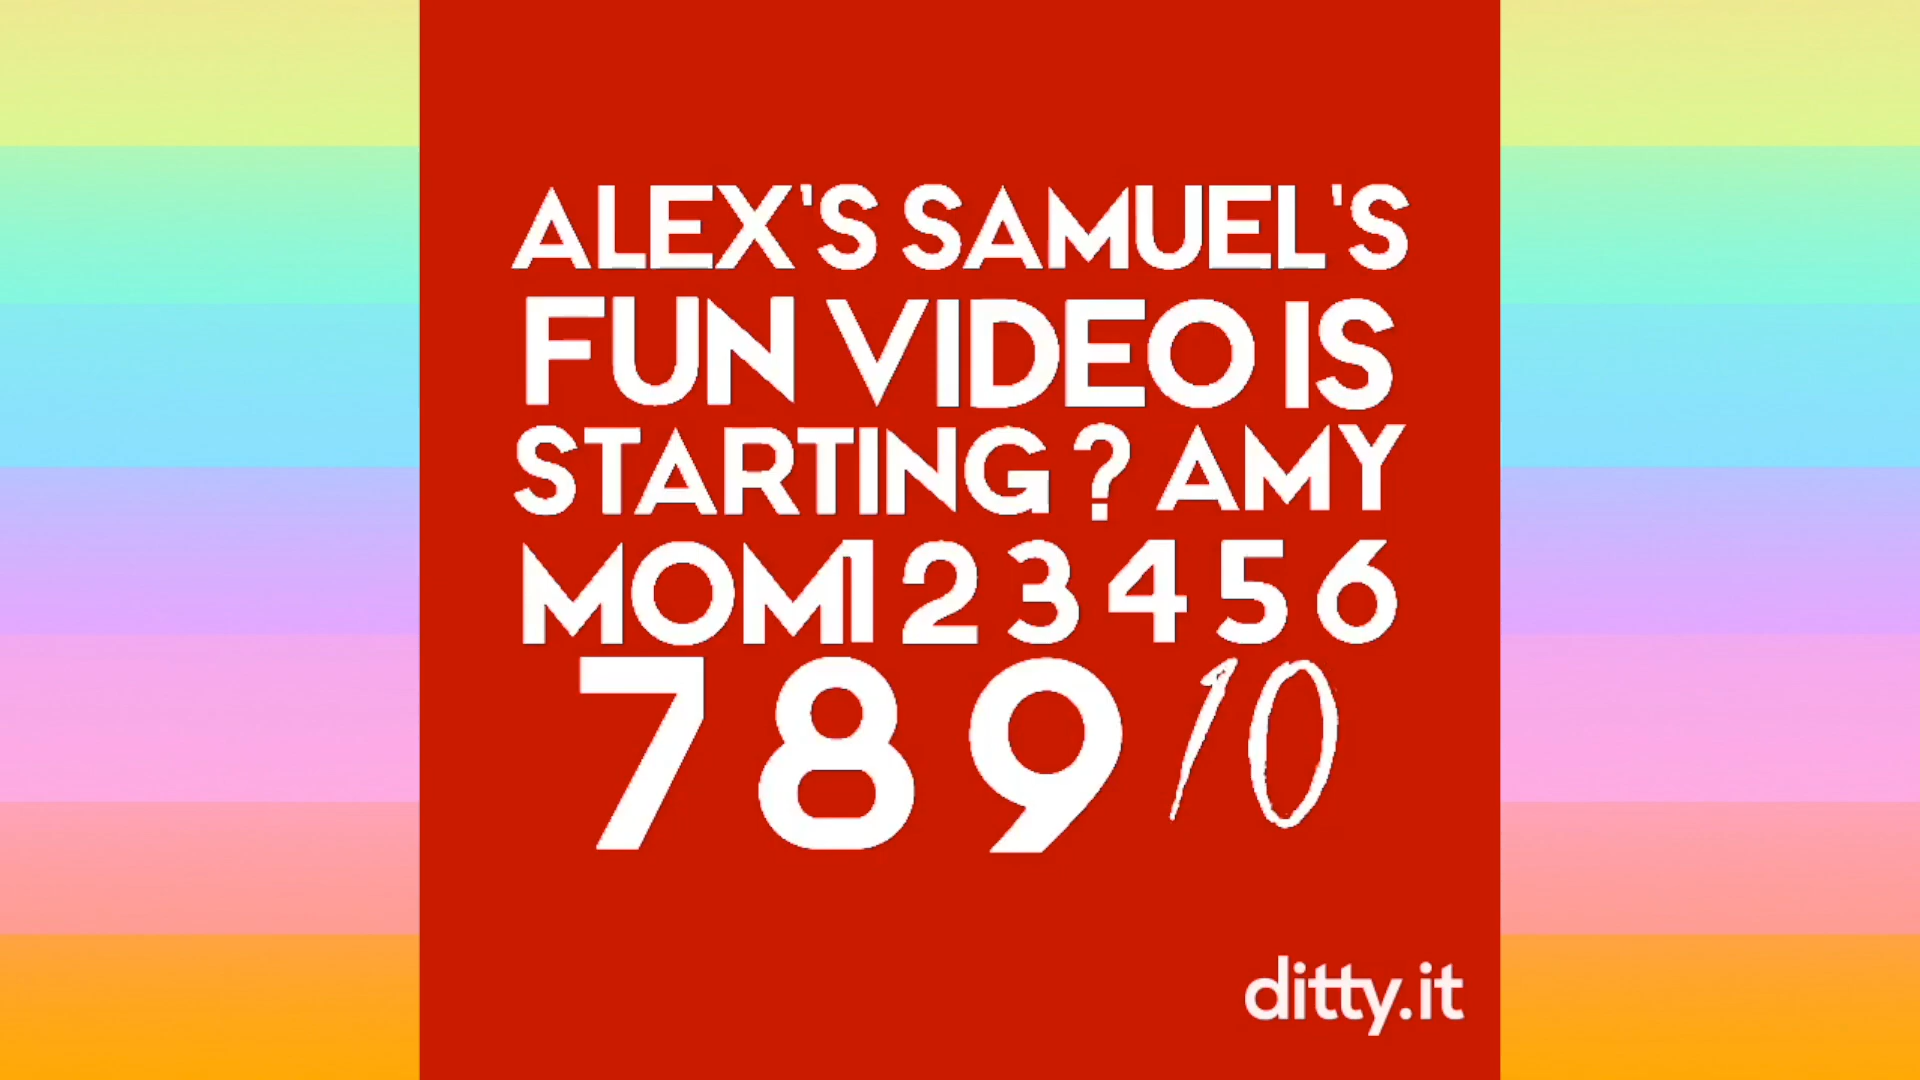 ALEX'S SAMUEL'S
FUN VIDEO IS
STARTING ? AMY
MOM1 2 3 4 5 6
7 8 9 10
ditty.it